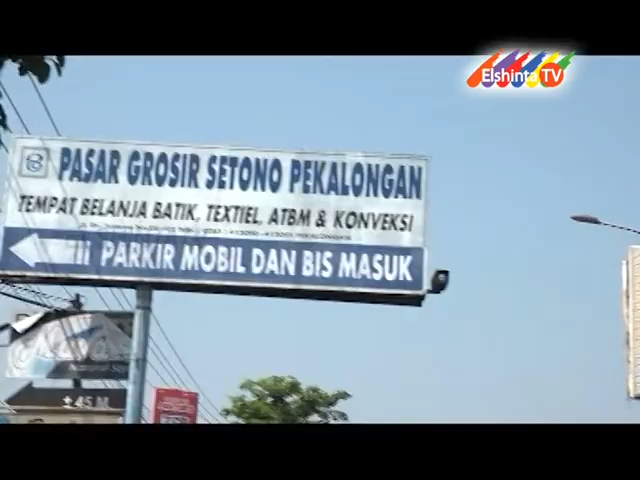 Elshinta TV
PASAR GROSIR SETONO PEKALONGAN
TEMPAT BELANJA BATIK, TEXTIEL, ATBM & KONVEKSI
PARKIR MOBIL DAN BIS MASUK
± 45 M